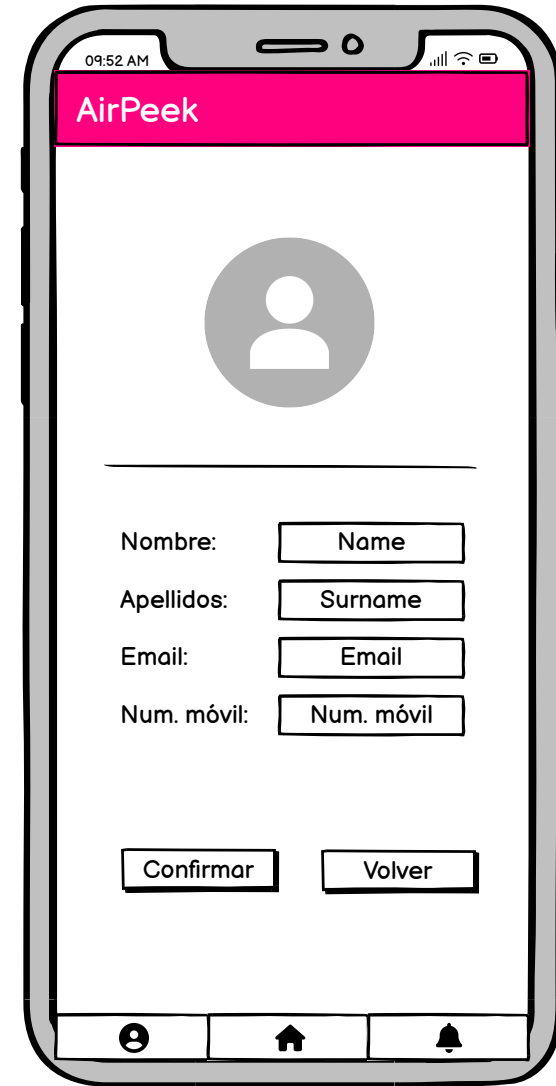 09:52 AM
AirPeek
Nombre: Name
Apellidos: Surname
Email: Email
Num. móvil: Num. móvil
Confirmar Volver